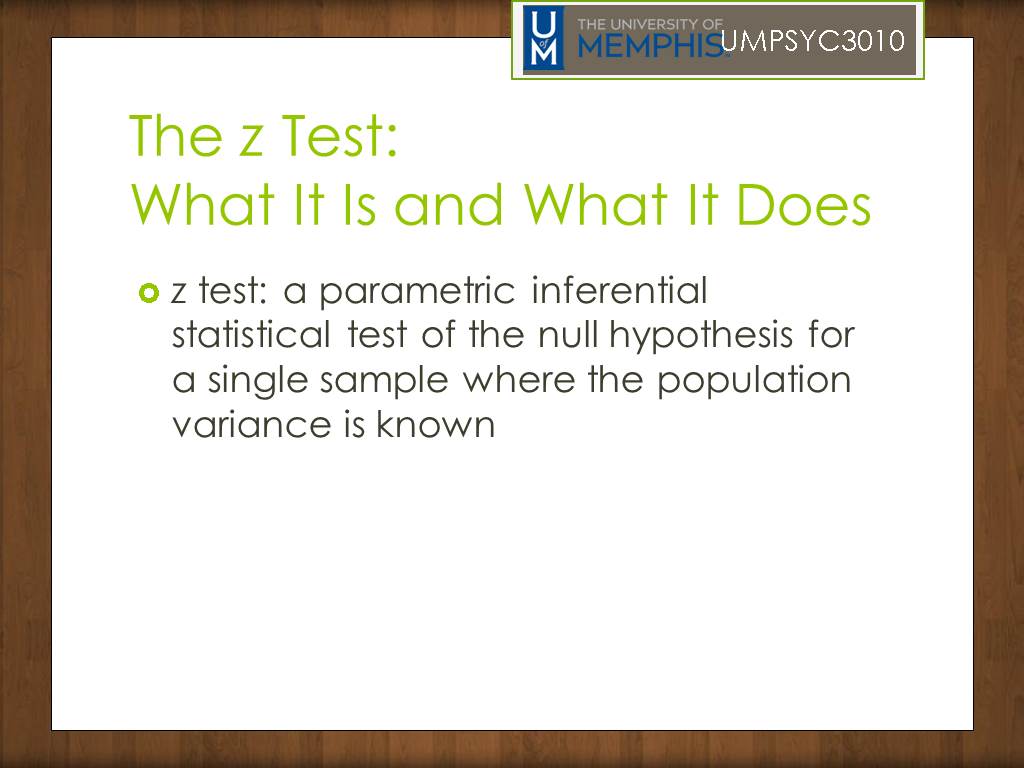 THE UNIVERSITY OF
MEMPHIS
UMPSYC3010
UofM
The z Test:
What It Is and What It Does
z test: a parametric inferential
statistical test of the null hypothesis for
a single sample where the population
variance is known